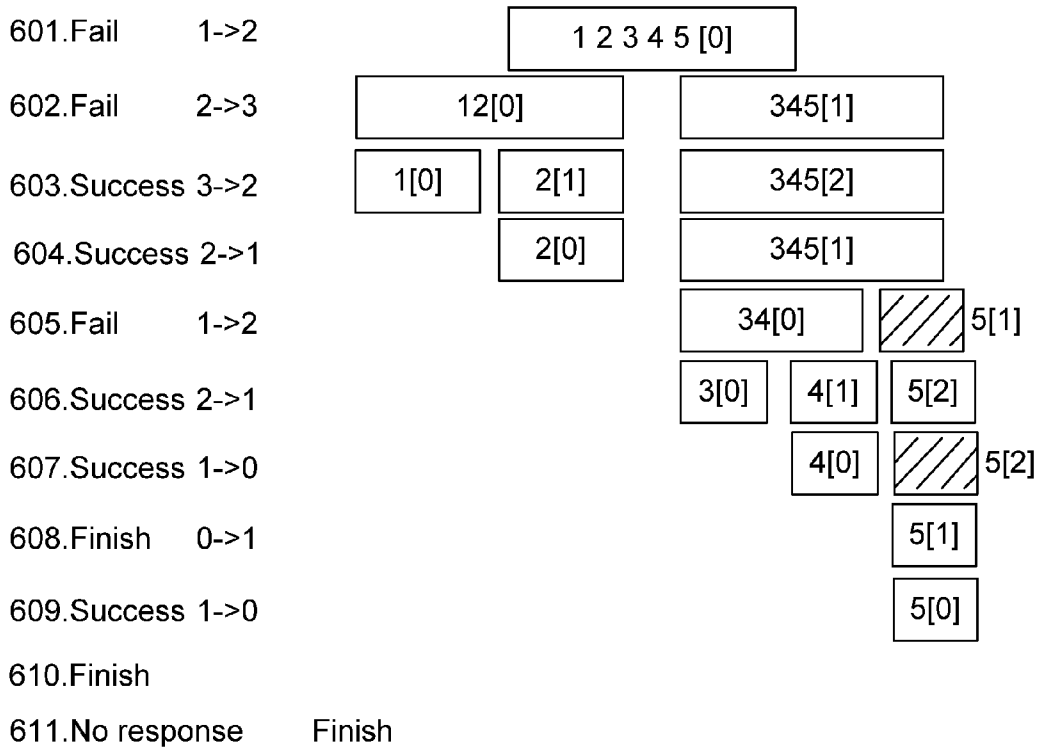 601.Fail 1->2 1 2 3 4 5 [0]
602.Fail 2->3 12[0] 345[1]
603.Success 3->2 1[0] 2[1] 345[2]
604.Success 2->1 2[0] 345[1]
605.Fail 1->2 34[0] 5[1]
606.Success 2->1 3[0] 4[1] 5[2]
607.Success 1->0 4[0] 5[2]
608.Finish 0->1 5[1]
609.Success 1->0 5[0]
610.Finish
611.No response Finish